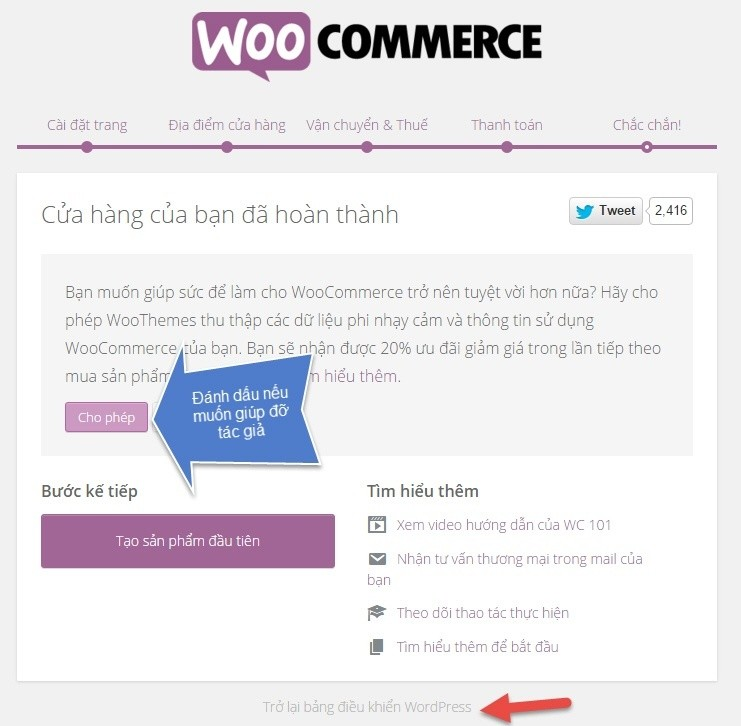 WOO COMMERCE
Cài đặt trang
Địa điểm cửa hàng
Vận chuyển & Thuế
Thanh toán
Chắc chắn!
Cửa hàng của bạn đã hoàn thành
Tweet
2,416
Bạn muốn giúp sức để làm cho WooCommerce trở nên tuyệt vời hơn nữa? Hãy cho
phép WooThemes thu thập các dữ liệu phi nhạy cảm và thông tin sử dụng
WooCommerce của bạn. Bạn sẽ nhận được 20% ưu đãi giảm giá trong lần tiếp theo
mua sản phẩm hiểu thêm.
Cho phép
Đánh dấu nếu
muốn giúp đỡ
tác giả
Bước kế tiếp
Tạo sản phẩm đầu tiên
Tìm hiểu thêm
Xem video hướng dẫn của WC 101
Nhận tư vấn thương mại trong mail của
bạn
Theo dõi thao tác thực hiện
Tìm hiểu thêm để bắt đầu
Trở lại bảng điều khiển WordPress